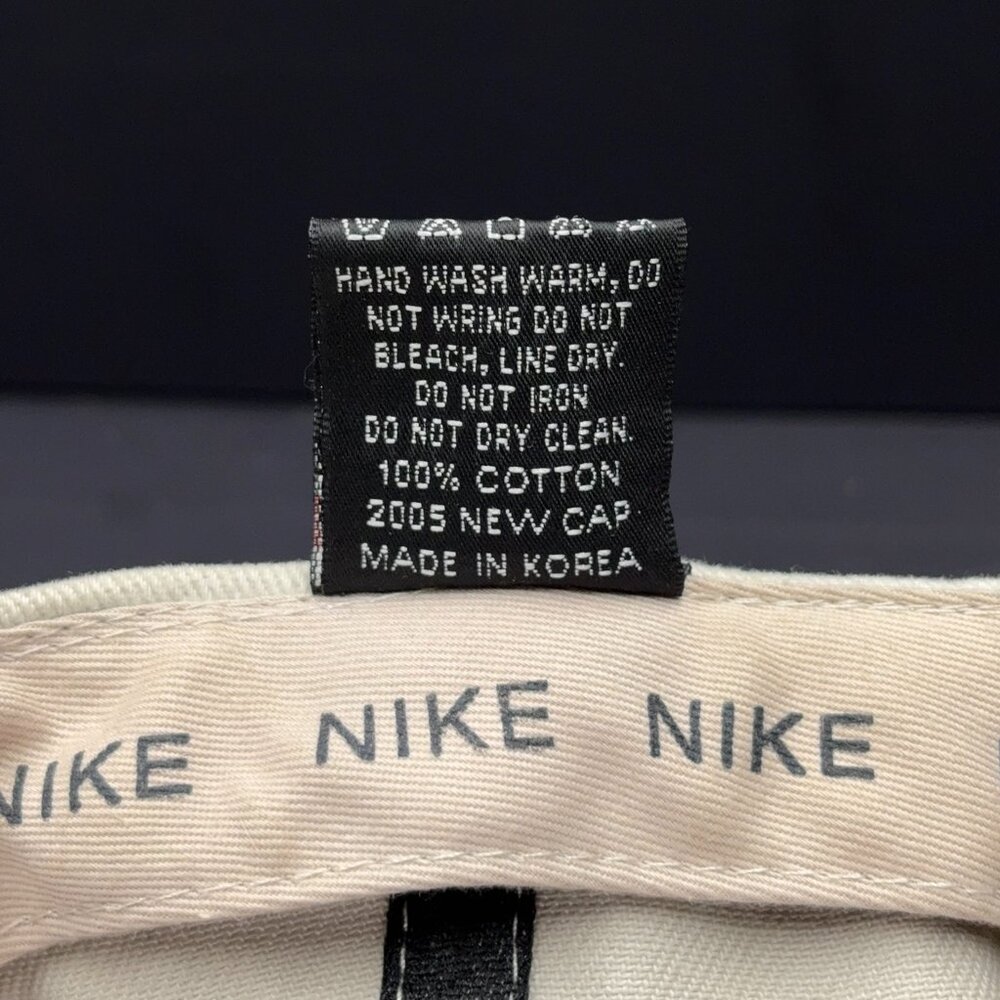 HAND WASH WARM, DO
NOT WRING DO NOT
BLEACH, LINE DRY.
DO NOT IRON
DO NOT DRY CLEAN.
100% COTTON
2005 NEW CAP
MADE IN KOREA
NIKE NIKE NIKE